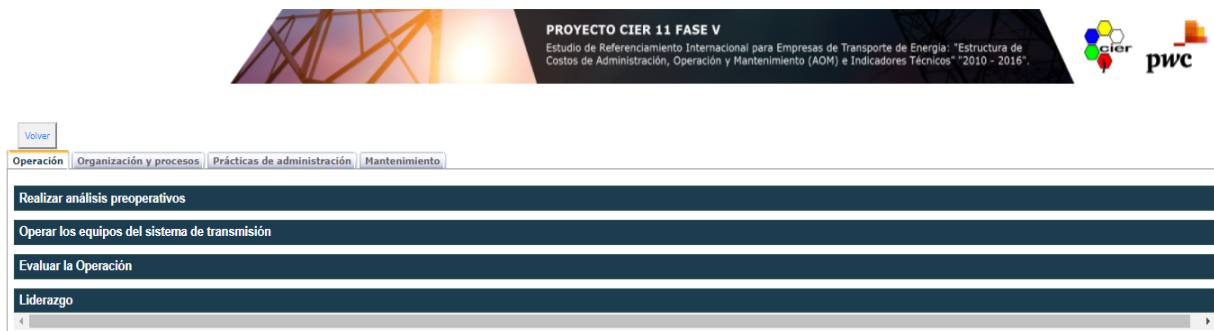 PROYECTO CIER 11 FASE V
Estudio de Referenciamiento Internacional para Empresas de Transporte de Energía: "Estructura de
Costos de Administración, Operación y Mantenimiento (AOM) e Indicadores Técnicos" "2010 - 2016".
cier
pwc
Volver
Operación Organización y procesos Prácticas de administración Mantenimiento
Realizar análisis preoperativos
Operar los equipos del sistema de transmisión
Evaluar la Operación
Liderazgo